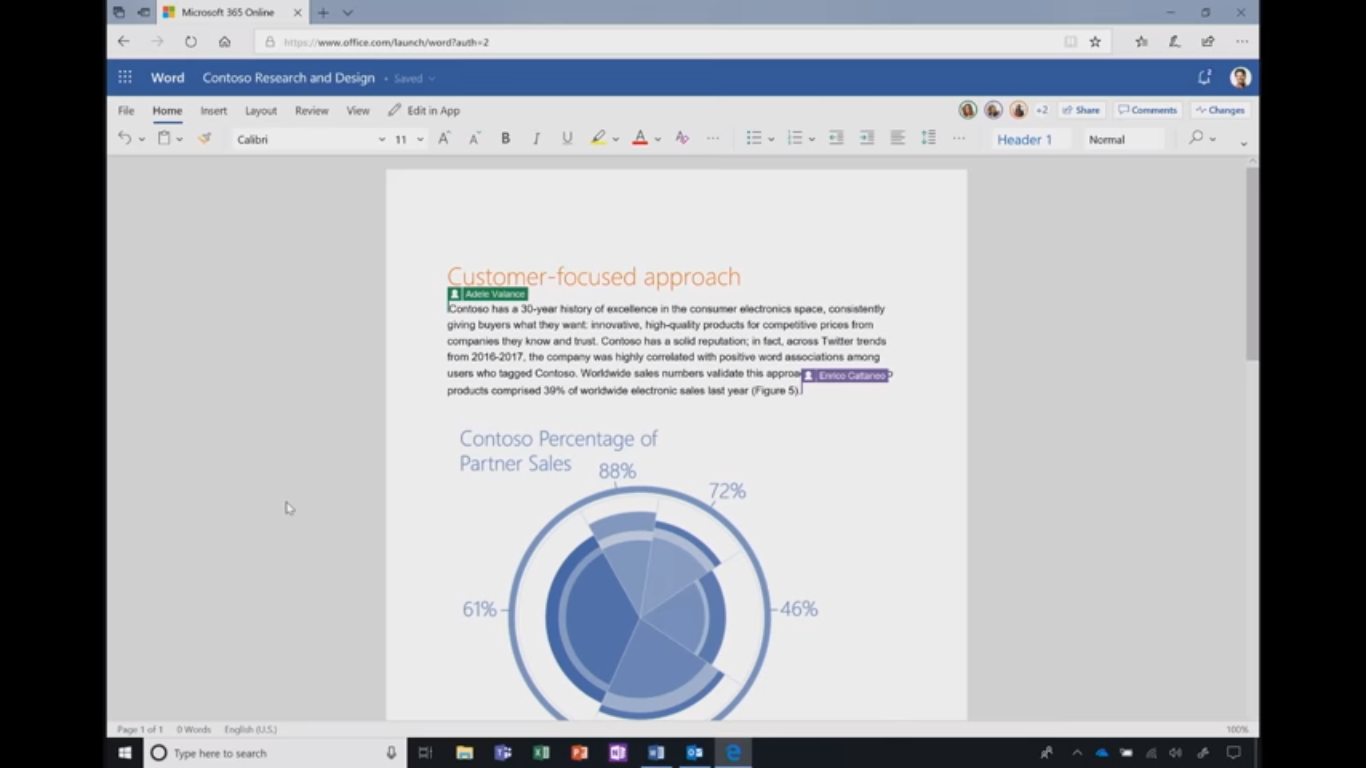 Microsoft 365 Online
https://www.office.com/launch/word?auth=2
Word Contoso Research and Design • Saved
File Home Insert Layout Review View Edit in App +2 Share Comments Changes
Calibri 11 A A B I U A Header 1 Normal
Customer-focused approach
Adele Valance
Contoso has a 30-year history of excellence in the consumer electronics space, consistently
giving buyers what they want: innovative, high-quality products for competitive prices from
companies they know and trust. Contoso has a solid reputation; in fact, across Twitter trends
from 2016-2017, the company was highly correlated with positive word associations among
users who tagged Contoso. Worldwide sales numbers validate this
Enrico Cattaneo
products comprised 39% of worldwide electronic sales last year (Figure 5).
Contoso Percentage of
Partner Sales
88%
72%
61%
46%
Page 1 of 1 0 Words English (U.S.) 100%
Type here to search